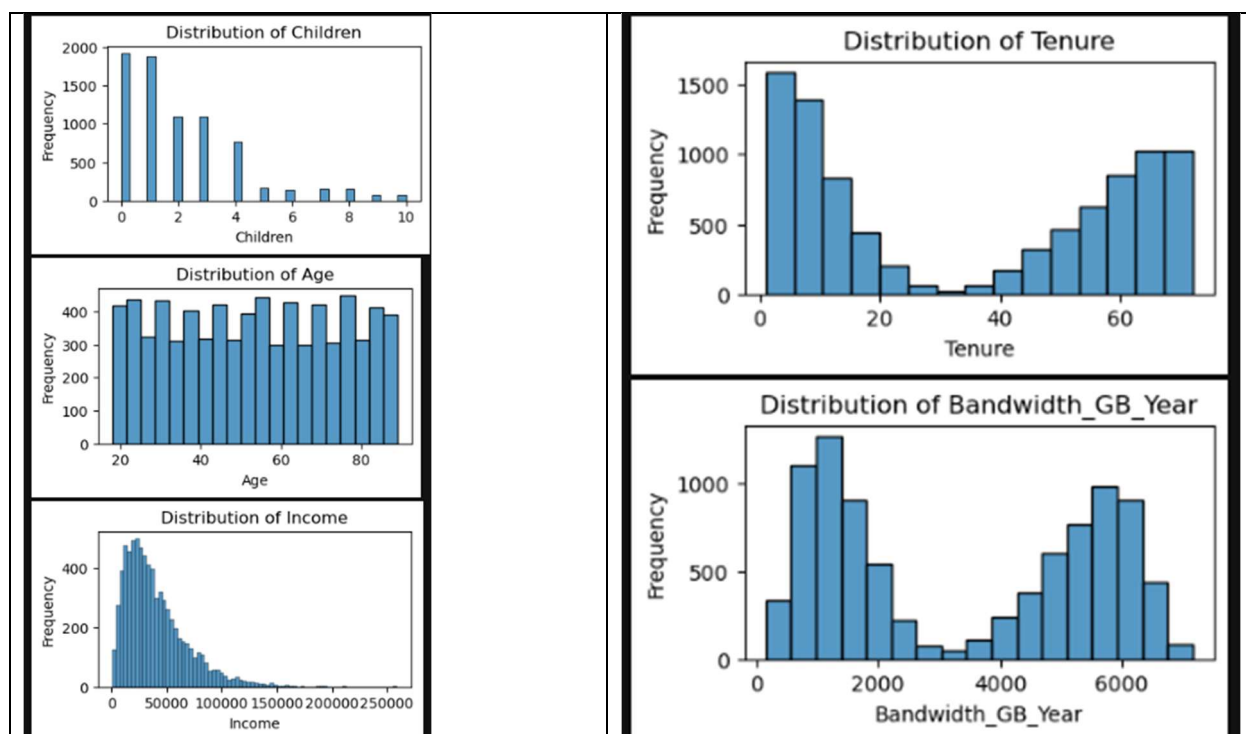 Distribution of Children
2000
1500
1000
500
0
Frequency
0 2 4 6 8 10
Children
Distribution of Age
400
300
200
100
0
Frequency
20 40 60 80
Age
Distribution of Income
400
200
0
Frequency
0 50000 100000 150000 200000 250000
Income
Distribution of Tenure
1500
1000
500
0
Frequency
0 20 40 60
Tenure
Distribution of Bandwidth_GB_Year
1000
500
0
Frequency
0 2000 4000 6000
Bandwidth_GB_Year